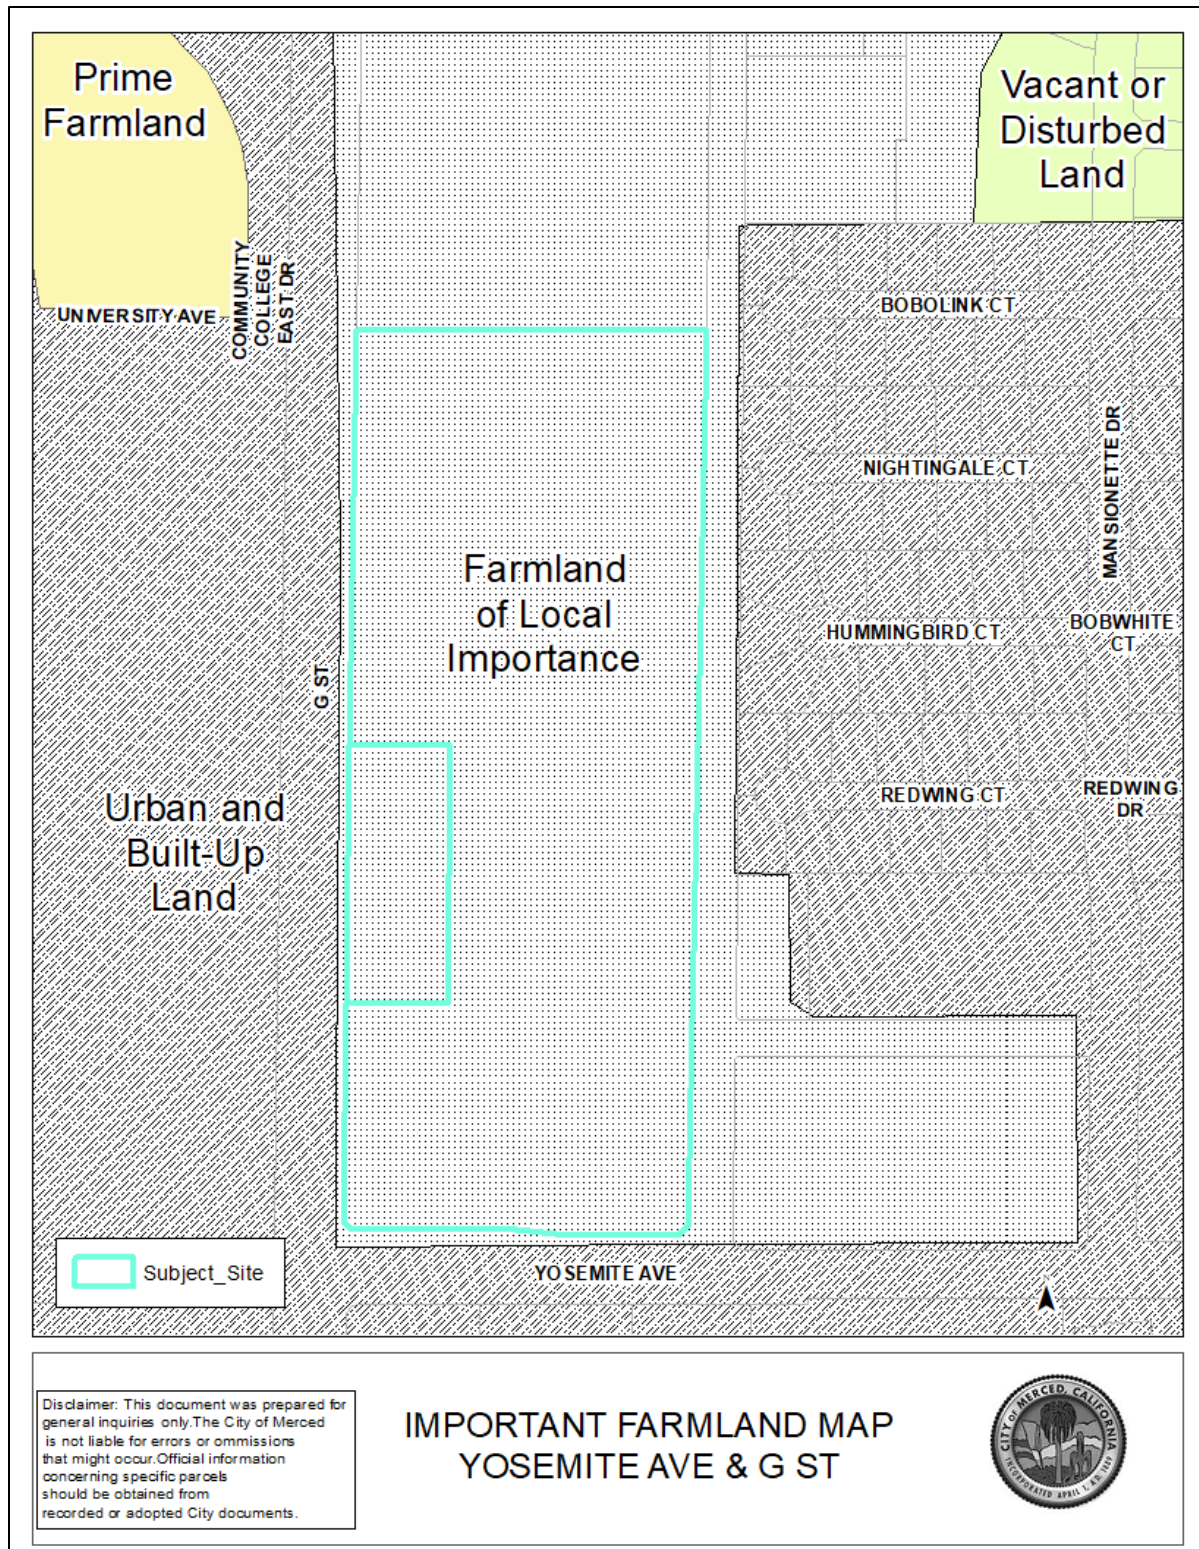 Prime
Farmland
Vacant or
Disturbed
Land
COMMUNITY
COLLEGE
EAST DR
UNIVERSITY AVE
BOBOLINK CT
MANSIONETTE DR
NIGHTINGALE CT
Farmland
of Local
Importance
HUMMINGBIRD CT
BOBWHITE
CT
G ST
REDWING CT
REDWING
DR
Urban and
Built-Up
Land
Subject_Site
YOSEMITE AVE
Disclaimer: This document was prepared for
general inquiries only.The City of Merced
is not liable for errors or ommissions
that might occur.Official information
concerning specific parcels
should be obtained from
recorded or adopted City documents.
IMPORTANT FARMLAND MAP
YOSEMITE AVE & G ST
CITY OF MERCED, CALIFORNIA
INCORPORATED APRIL 1, A.D. 1889